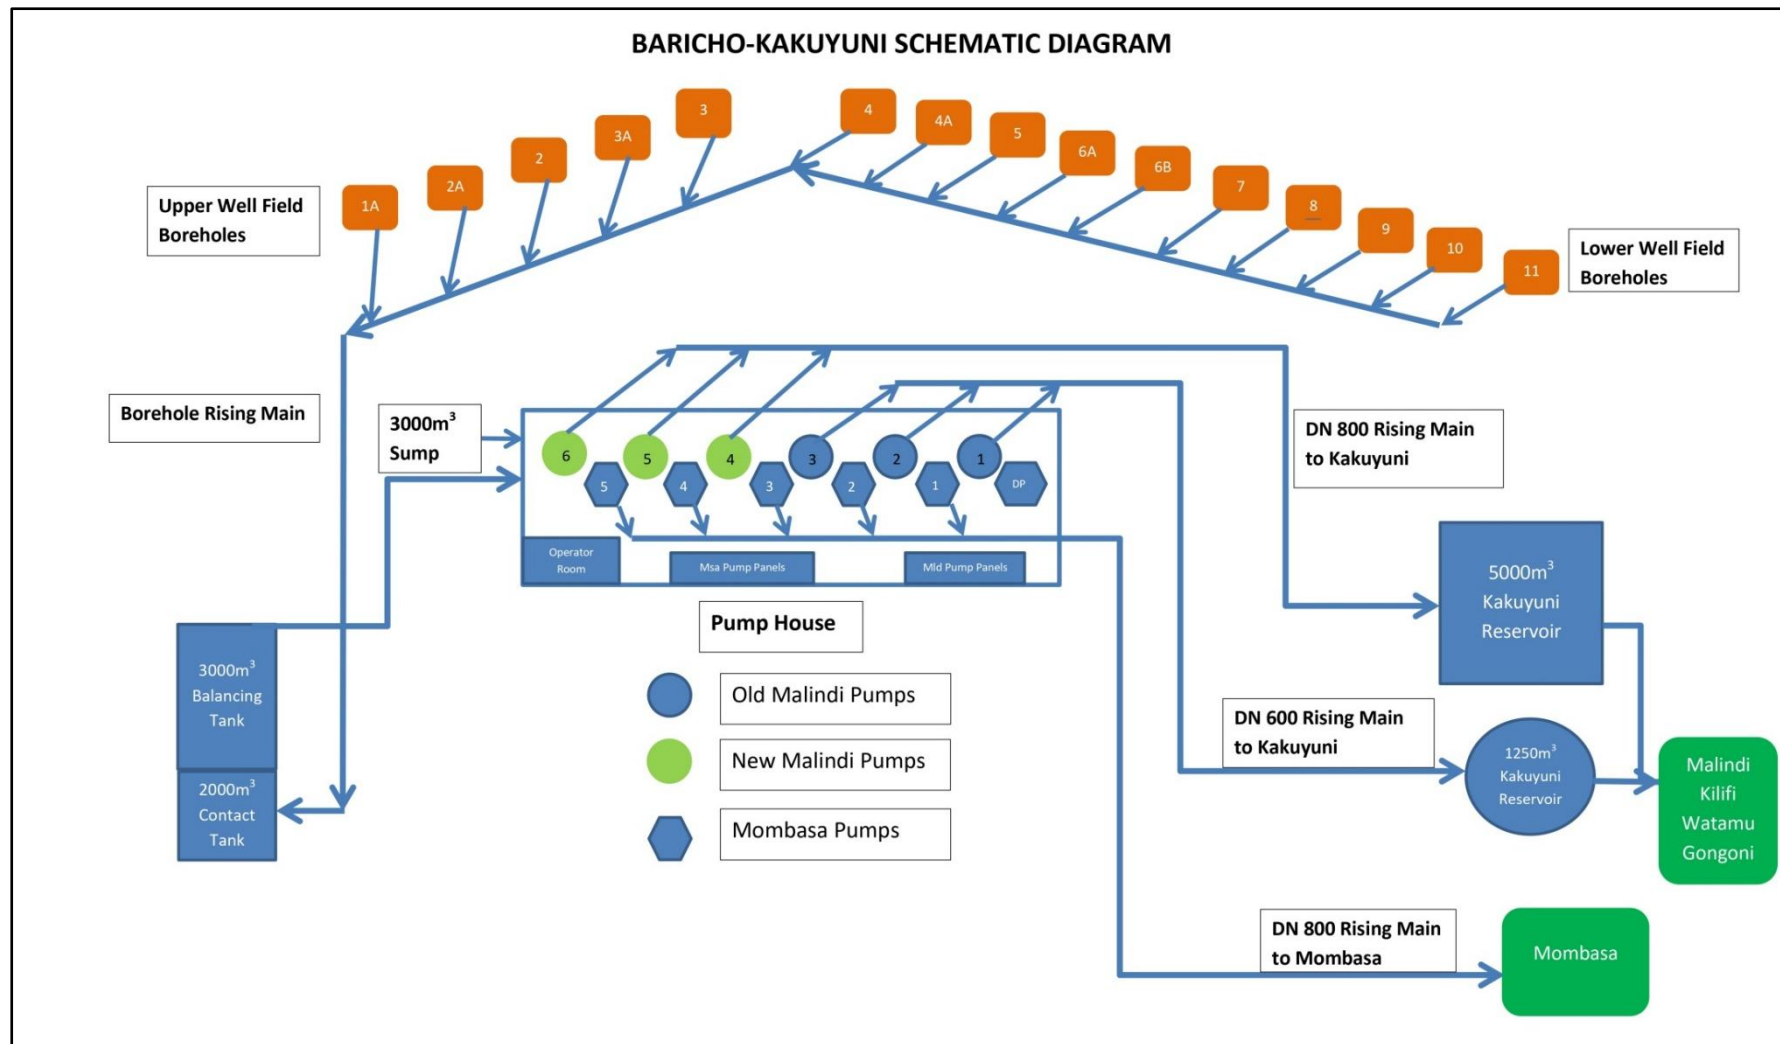 BARICHO-KAKUYUNI SCHEMATIC DIAGRAM
3
4
4A
3A
5
2
6A
6B
2A
7
1A
8
9
10
11
Upper Well Field
Boreholes
Lower Well Field
Boreholes
Borehole Rising Main
3000m³
Sump
DN 800 Rising Main
to Kakuyuni
6
5
4
3
2
1
5
4
3
2
1
DP
Operator
Room
Msa Pump Panels
Mld Pump Panels
Pump House
5000m³
Kakuyuni
Reservoir
3000m³
Balancing
Tank
2000m³
Contact
Tank
Old Malindi Pumps
New Malindi Pumps
Mombasa Pumps
DN 600 Rising Main
to Kakuyuni
1250m³
Kakuyuni
Reservoir
Malindi
Kilifi
Watamu
Gongoni
DN 800 Rising Main
to Mombasa
Mombasa